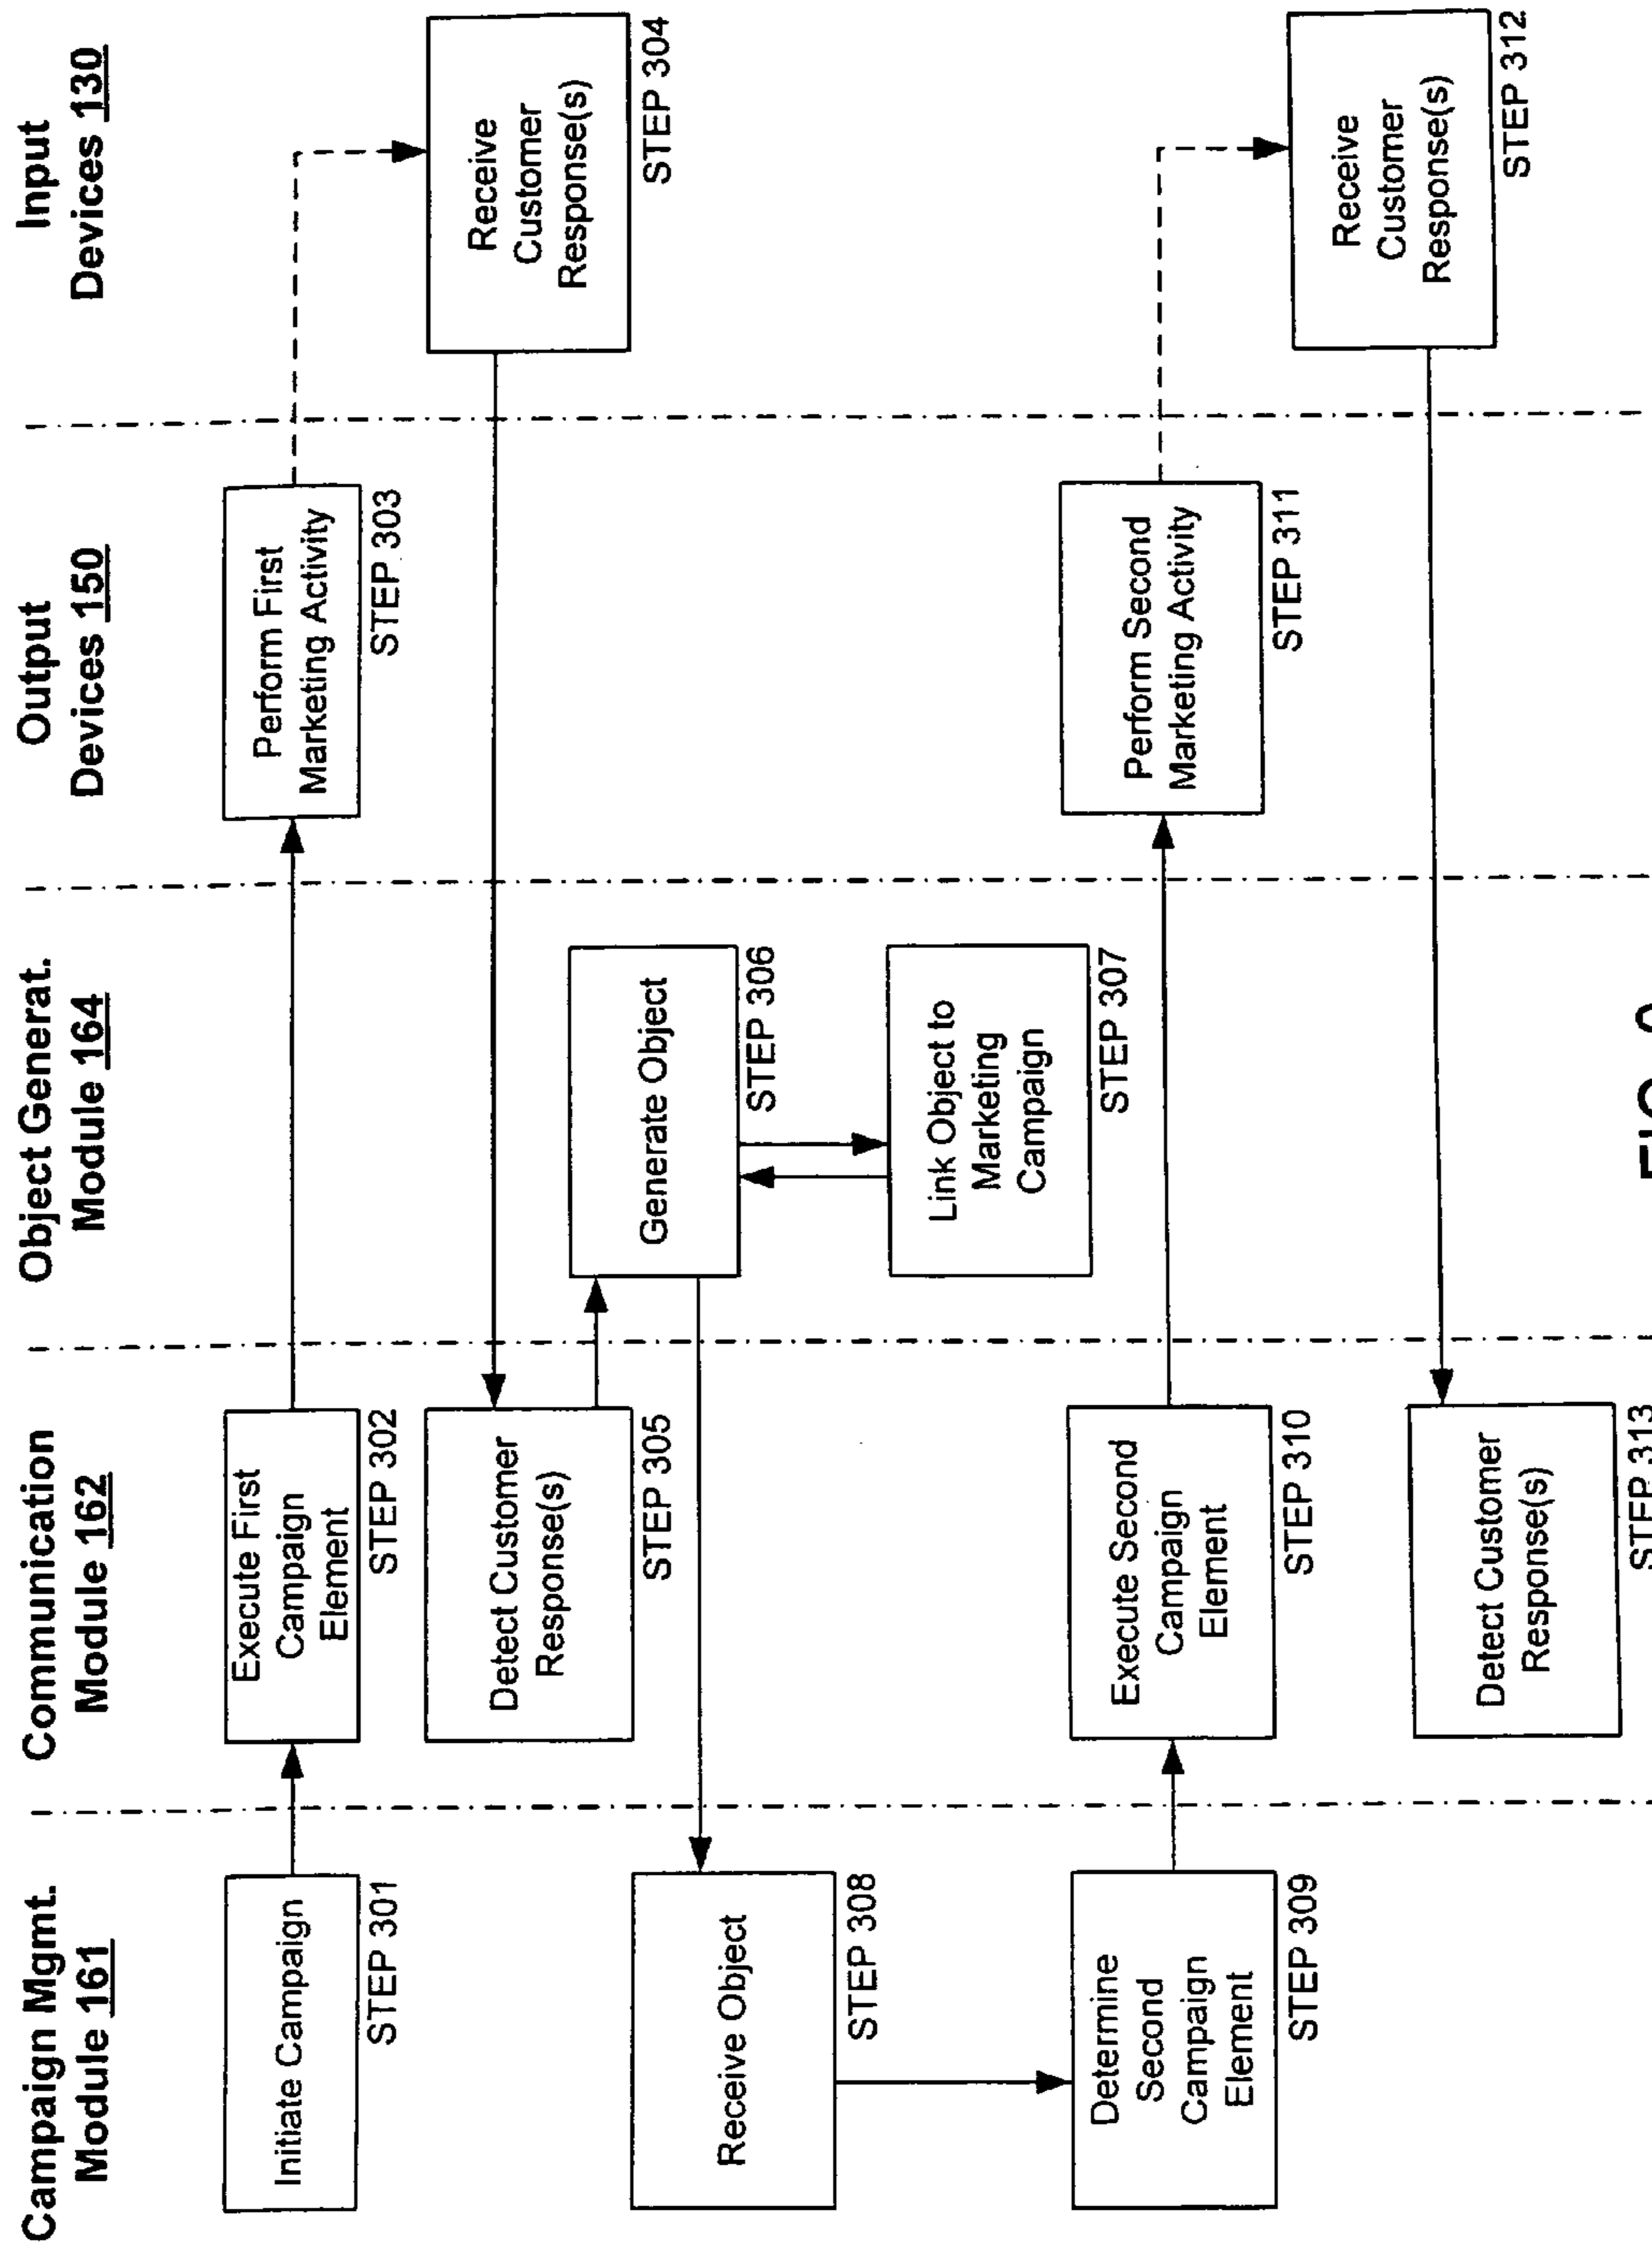 Campaign Mgmt.
Module 161
Communication
Module 162
Object Generat.
Module 164
Output
Devices 150
Input
Devices 130
Initiate Campaign
STEP 301
Execute First
Campaign
Element
STEP 302
Perform First
Marketing Activity
STEP 303
Receive
Customer
Response(s)
STEP 304
Detect Customer
Response(s)
STEP 305
Generate Object
STEP 306
Link Object to
Marketing
Campaign
STEP 307
Receive Object
STEP 308
Determine
Second
Campaign
Element
STEP 309
Execute Second
Campaign
Element
STEP 310
Perform Second
Marketing Activity
STEP 311
Receive
Customer
Response(s)
STEP 312
Detect Customer
Response(s)
STEP 313
FIG.